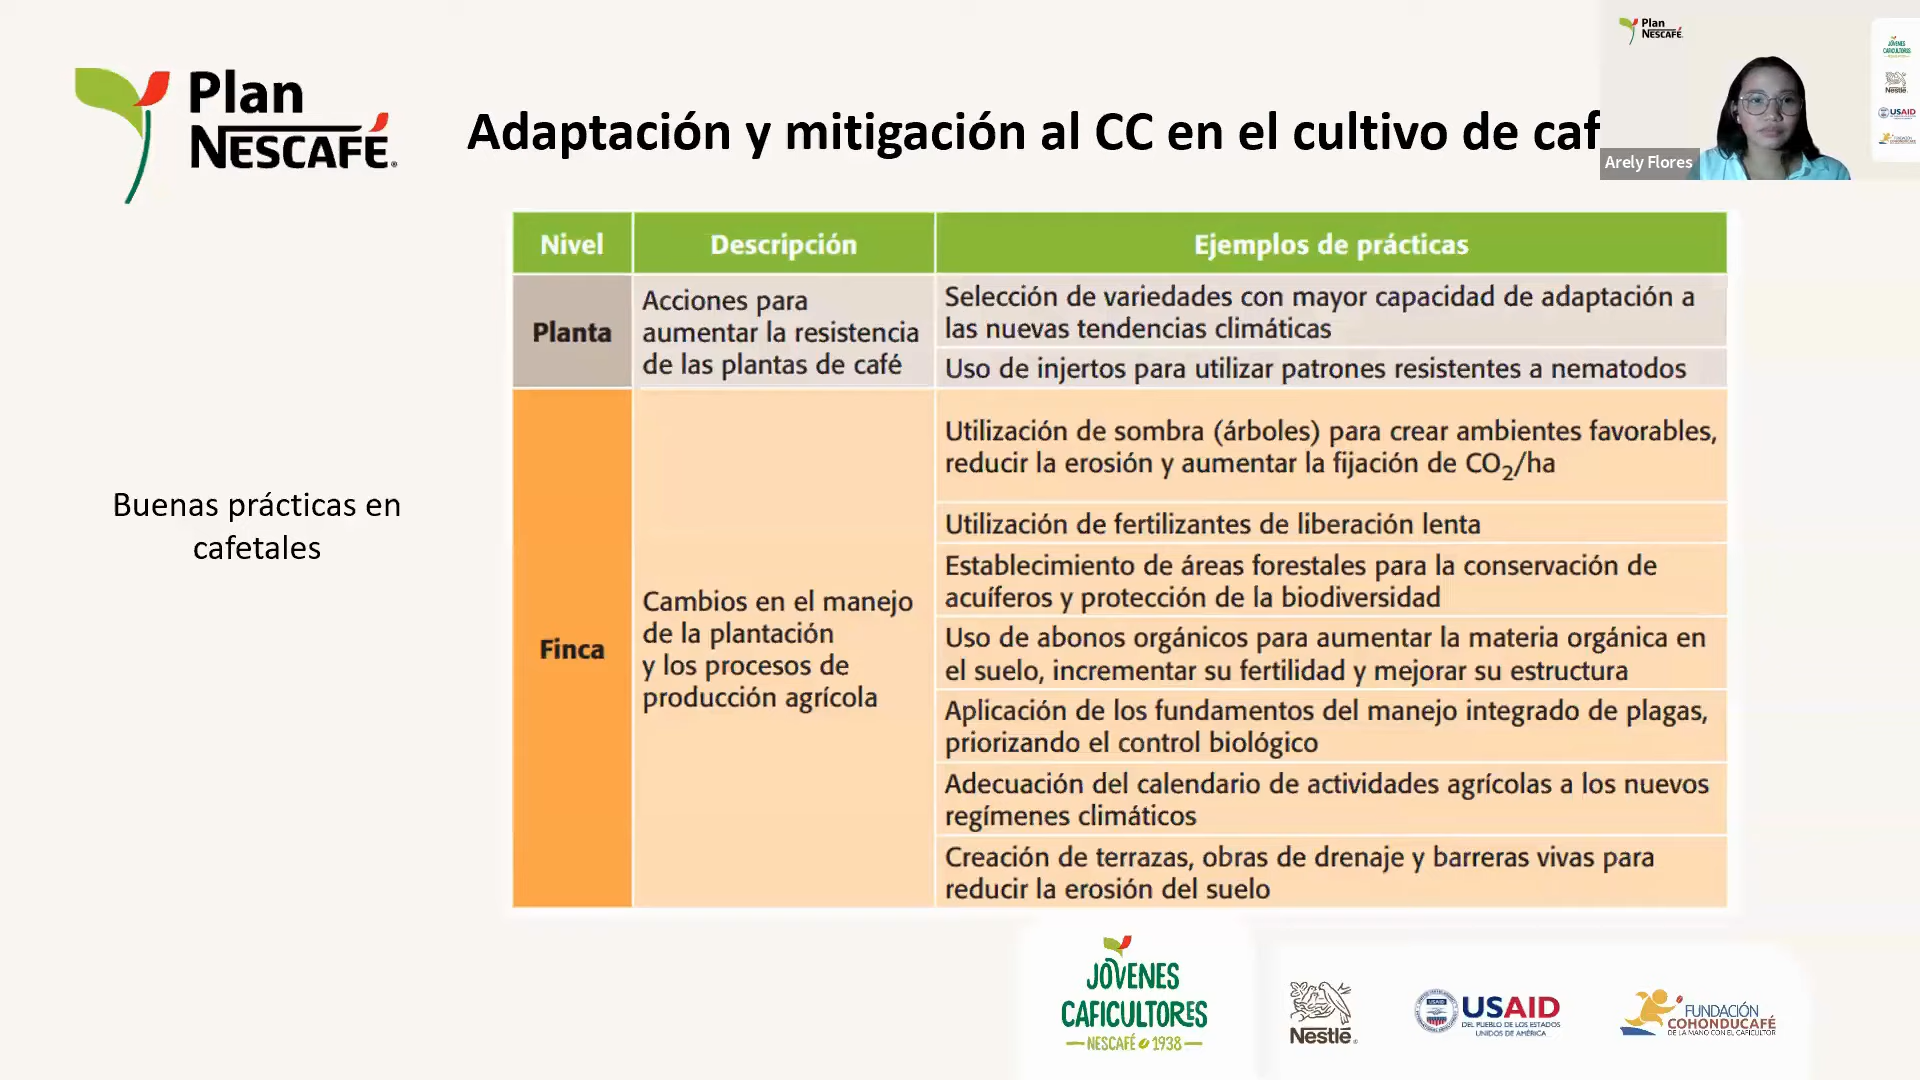 Plan
NESCAFÉ®
Adaptación y mitigación al CC en el cultivo de caf
Plan
NESCAFÉ.
JÓVENES
CAFICULTORES
Nestlé
USAID
Arely Flores
Buenas prácticas en
cafetales
Nivel
Descripción
Ejemplos de prácticas
Planta
Acciones para
aumentar la resistencia
de las plantas de café
Selección de variedades con mayor capacidad de adaptación a
las nuevas tendencias climáticas
Uso de injertos para utilizar patrones resistentes a nematodos
Finca
Cambios en el manejo
de la plantación
y los procesos de
producción agrícola
Utilización de sombra (árboles) para crear ambientes favorables,
reducir la erosión y aumentar la fijación de CO₂/ha
Utilización de fertilizantes de liberación lenta
Establecimiento de áreas forestales para la conservación de
acuíferos y protección de la biodiversidad
Uso de abonos orgánicos para aumentar la materia orgánica en
el suelo, incrementar su fertilidad y mejorar su estructura
Aplicación de los fundamentos del manejo integrado de plagas,
priorizando el control biológico
Adecuación del calendario de actividades agrícolas a los nuevos
regímenes climáticos
Creación de terrazas, obras de drenaje y barreras vivas para
reducir la erosión del suelo
JÓVENES
CAFICULTORES
NESCAFÉ 1938
Nestlé®
USAID
USAID
DEL PUEBLO DE LOS ESTADOS
UNIDOS DE AMÉRICA
FUNDACIÓN
COHONDUCAFÉ
DE LA MANO CON EL CAFICULTOR